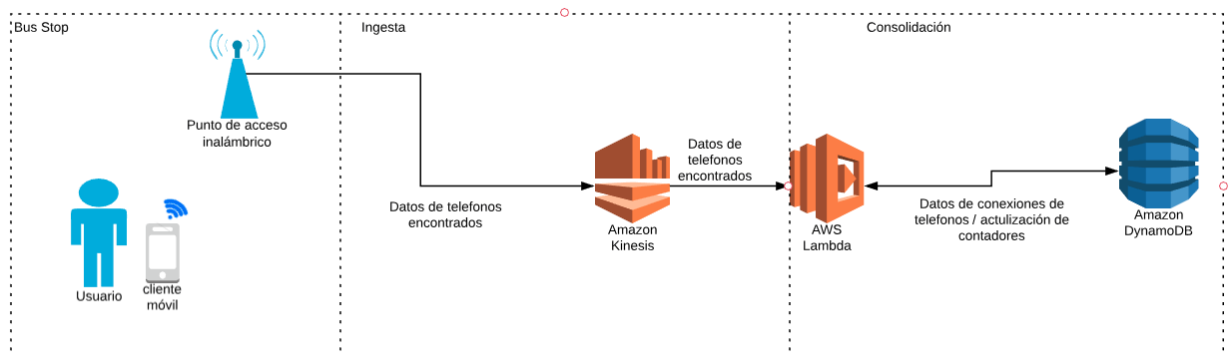 Bus Stop
Ingesta
Consolidación
Punto de acceso
inalámbrico
Datos de
telefonos
encontrados
Datos de telefonos
encontrados
Amazon
Kinesis
AWS
Lambda
Datos de conexiones de
telefonos / actulización de
contadores
Amazon
DynamoDB
Usuario
cliente
móvil